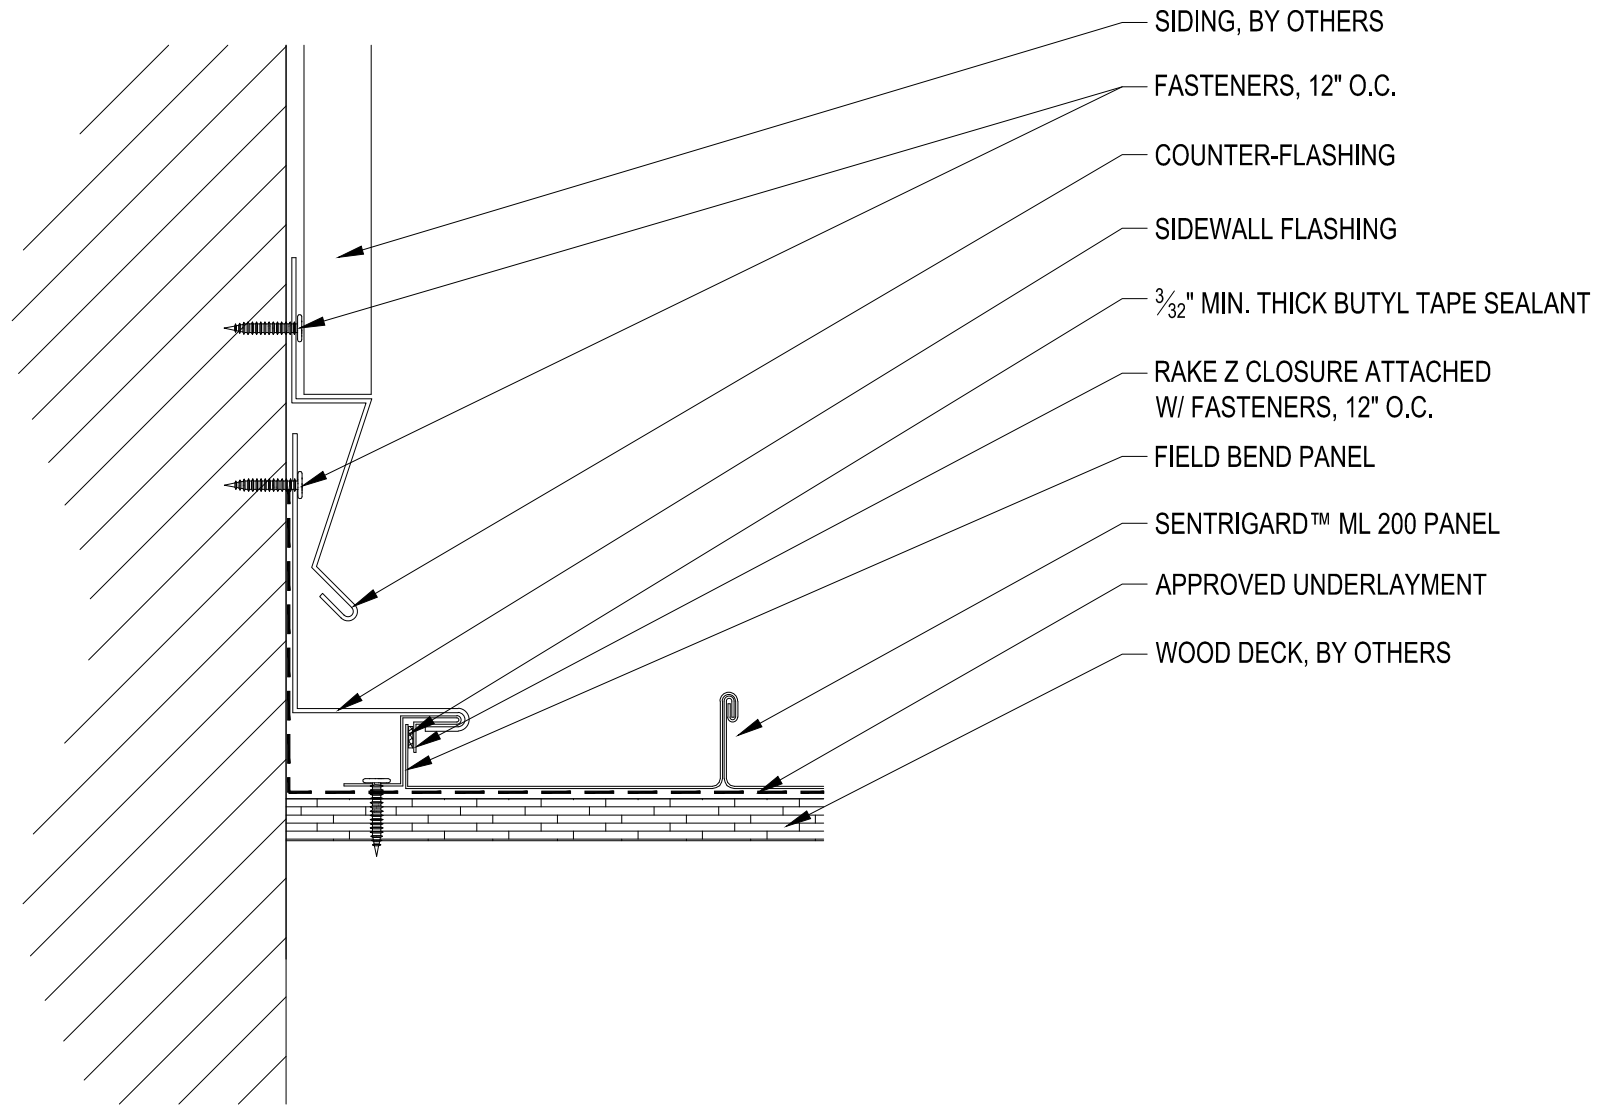 SIDING, BY OTHERS
FASTENERS, 12" O.C.
COUNTER-FLASHING
SIDEWALL FLASHING
3/32" MIN. THICK BUTYL TAPE SEALANT
RAKE Z CLOSURE ATTACHED
W/ FASTENERS, 12" O.C.
FIELD BEND PANEL
SENTRIGARD™ ML 200 PANEL
APPROVED UNDERLAYMENT
WOOD DECK, BY OTHERS